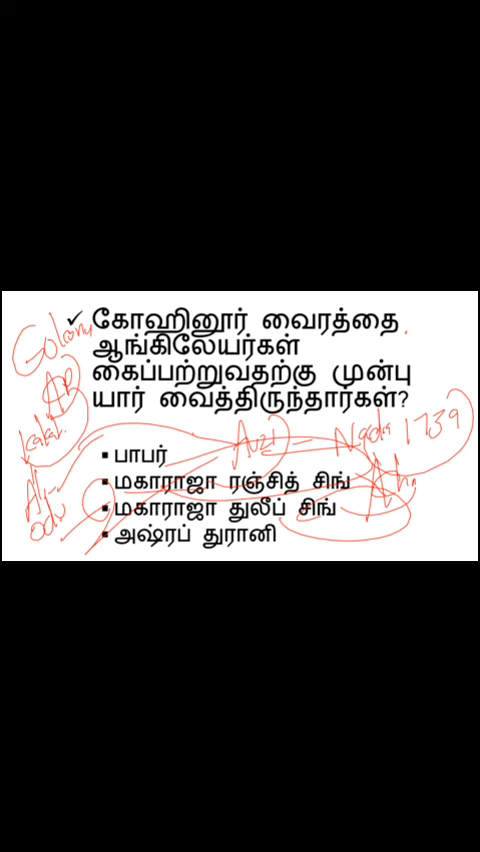 ✓ கோஹினூர் வைரத்தை
ஆங்கிலேயர்கள்
கைப்பற்றுவதற்கு முன்பு
யார் வைத்திருந்தார்கள்?
▪ பாபர்
▪ மகாராஜா ரஞ்சித் சிங்
▪ மகாராஜா துலீப் சிங்
▪ அஷ்ரப் துரானி
1739